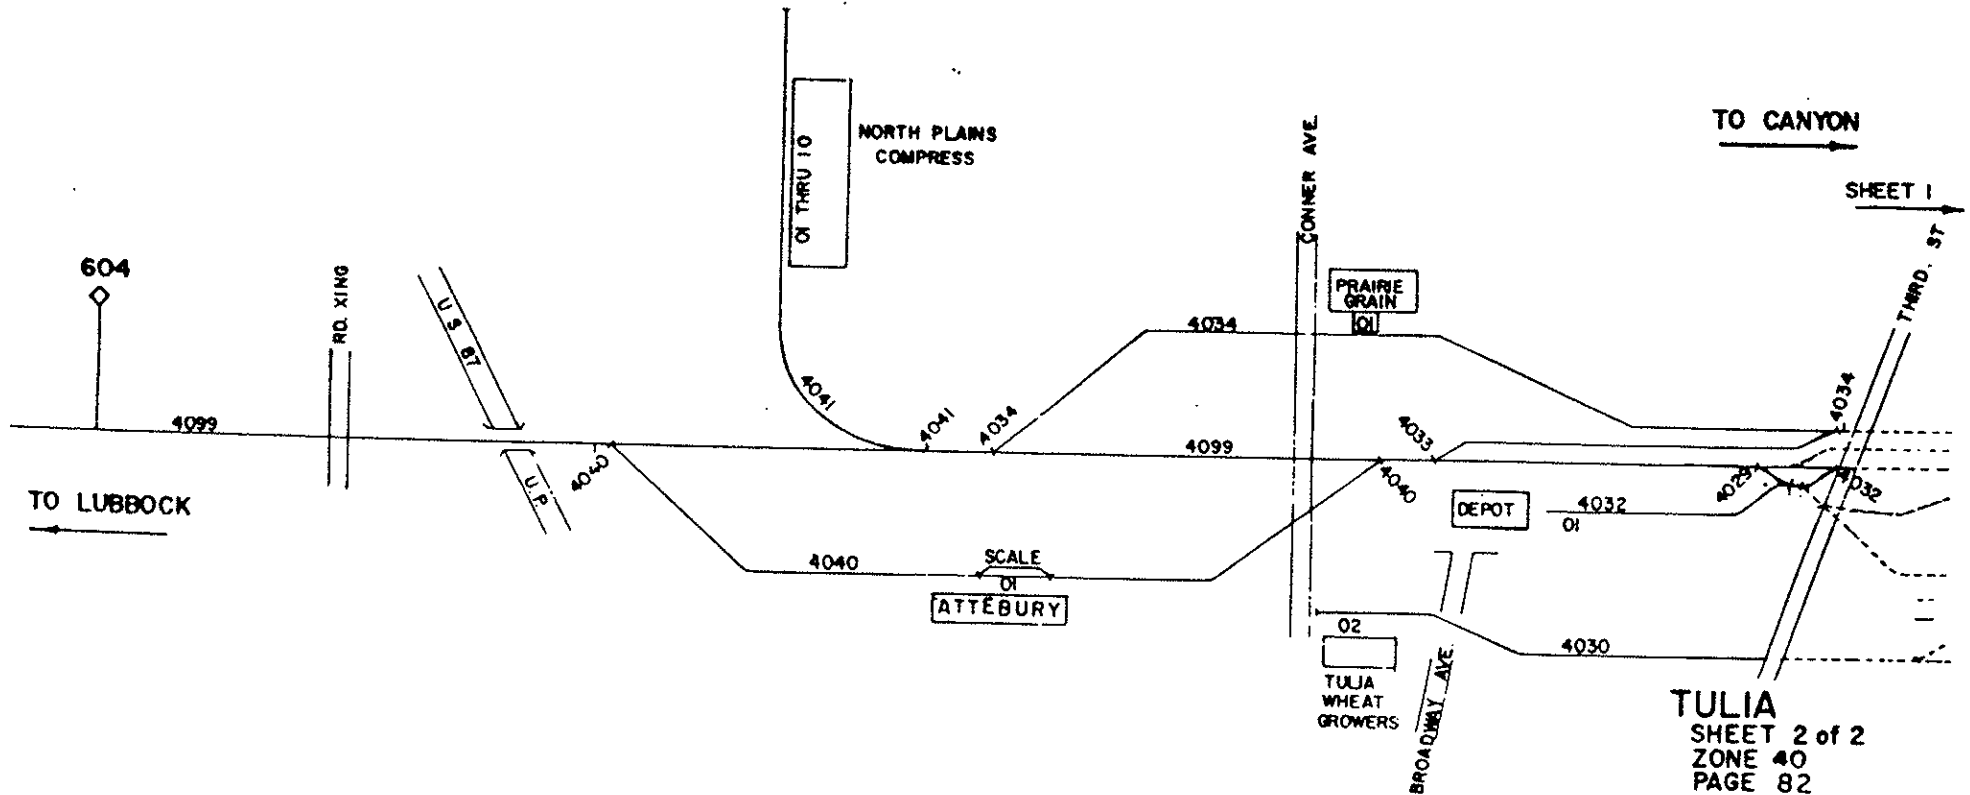 NORTH PLAINS
COMPRESS
01 THRU 10
TO CANYON
SHEET 1
THIRD. ST
CONNER AVE.
604
RD. XING
U S 87
U.P.
PRAIRIE
GRAIN
01
4034
4041
4041
4034
4034
4099
4099
4033
4040
4040
4029
4032
TO LUBBOCK
DEPOT
4032
01
4040
SCALE
01
ATTEBURY
02
4030
TULIA
WHEAT
GROWERS
BROADWAY AVE.
TULIA
SHEET 2 of 2
ZONE 40
PAGE 82